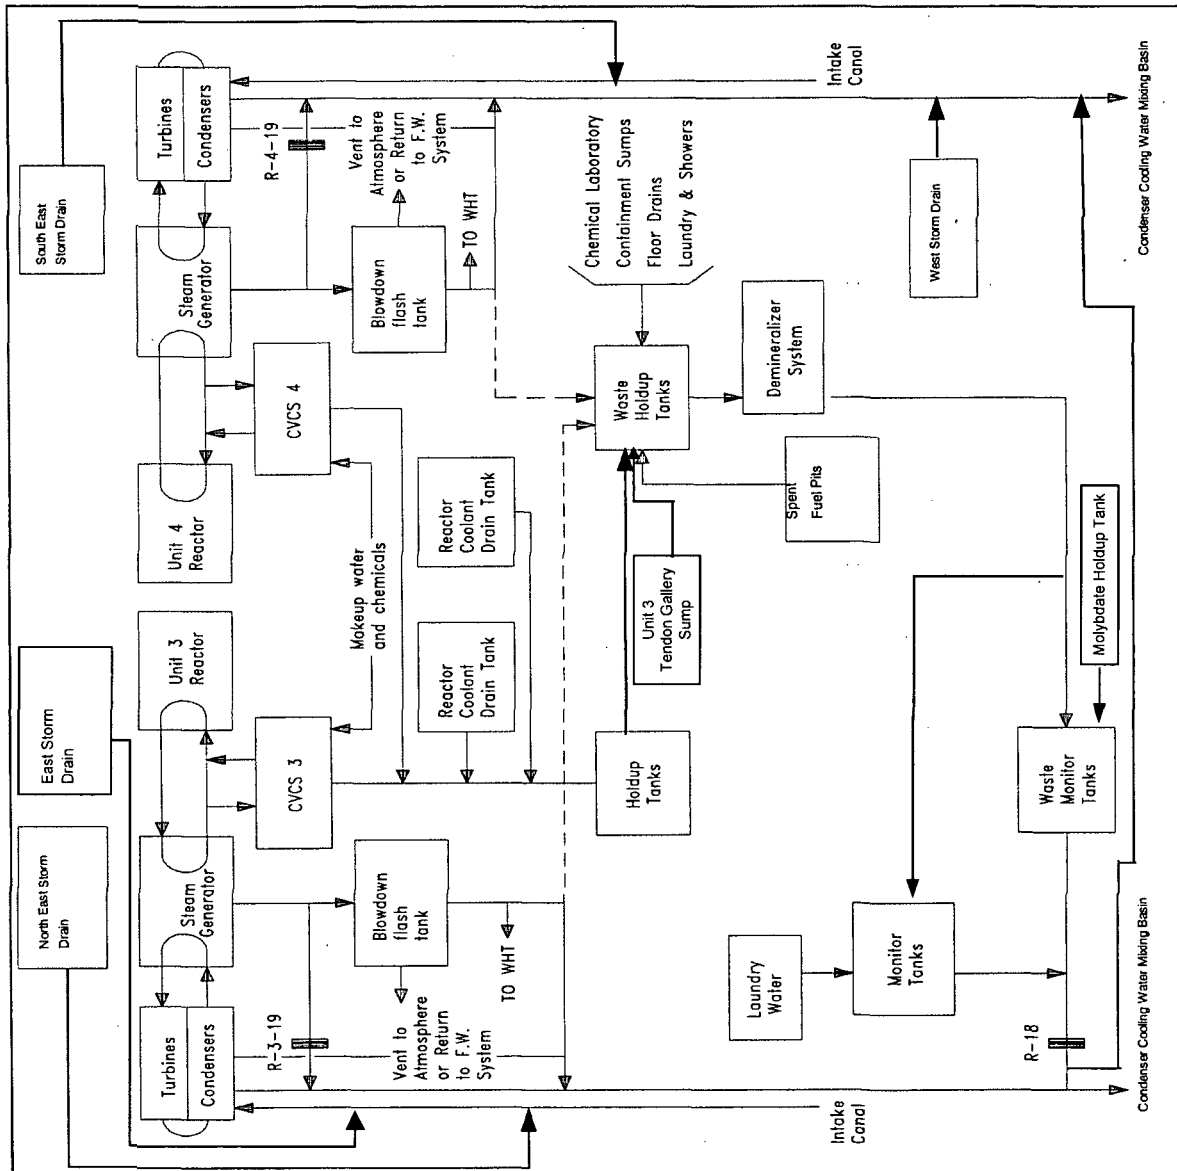 South East
Storm Drain
Turbines
Condensers
Steam
Generator
R-4-19
Blowdown
flash
tank
Vent to
Atmosphere
or Return
to F.W.
System
TO WHT
Intake
Canal
Condenser Cooling Water Mixing Basin
West Storm Drain
Chemical Laboratory
Containment Sumps
Floor Drains
Laundry & Showers
Demineralizer
System
Waste
Holdup
Tanks
CVCS 4
Unit 4
Reactor
Reactor
Coolant
Drain Tank
Spent
Fuel Pits
Makeup water
and chemicals
Unit 3
Tendon Gallery
Sump
Molybdate Holdup Tank
Unit 3
Reactor
Reactor
Coolant
Drain Tank
East Storm
Drain
CVCS 3
Holdup
Tanks
Waste
Monitor
Tanks
North East Storm
Drain
Steam
Generator
Blowdown
flash
tank
TO WHT
Monitor
Tanks
Laundry
Water
Turbines
Condensers
R-3-19
Vent to
Atmosphere
or Return
to F.W.
System
R-18
Intake
Canal
Condenser Cooling Water Mixing Basin